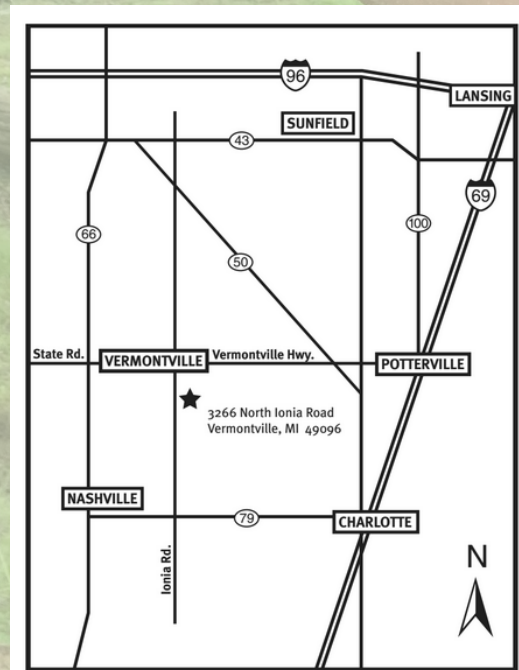 96
LANSING
SUNFIELD
43
69
66
100
50
State Rd.
VERMONTVILLE
Vermontville Hwy.
POTTERVILLE
3266 North Ionia Road
Vermontville, MI 49096
NASHVILLE
79
CHARLOTTE
Ionia Rd.
N